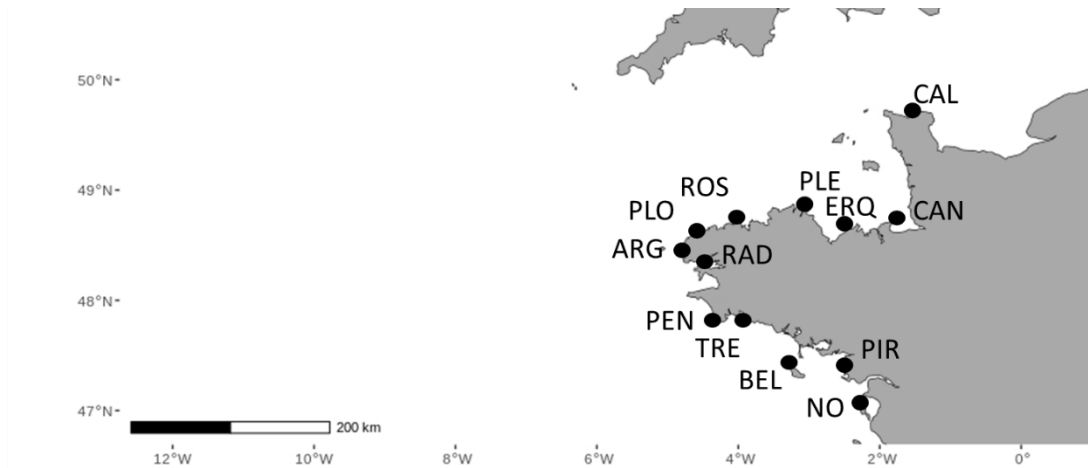 50°N
CAL
49°N
ROS
PLE
PLO
ERQ
CAN
ARG
RAD
48°N
PEN
TRE
PIR
BEL
NO
47°N
200 km
12°W 10°W 8°W 6°W 4°W 2°W 0°